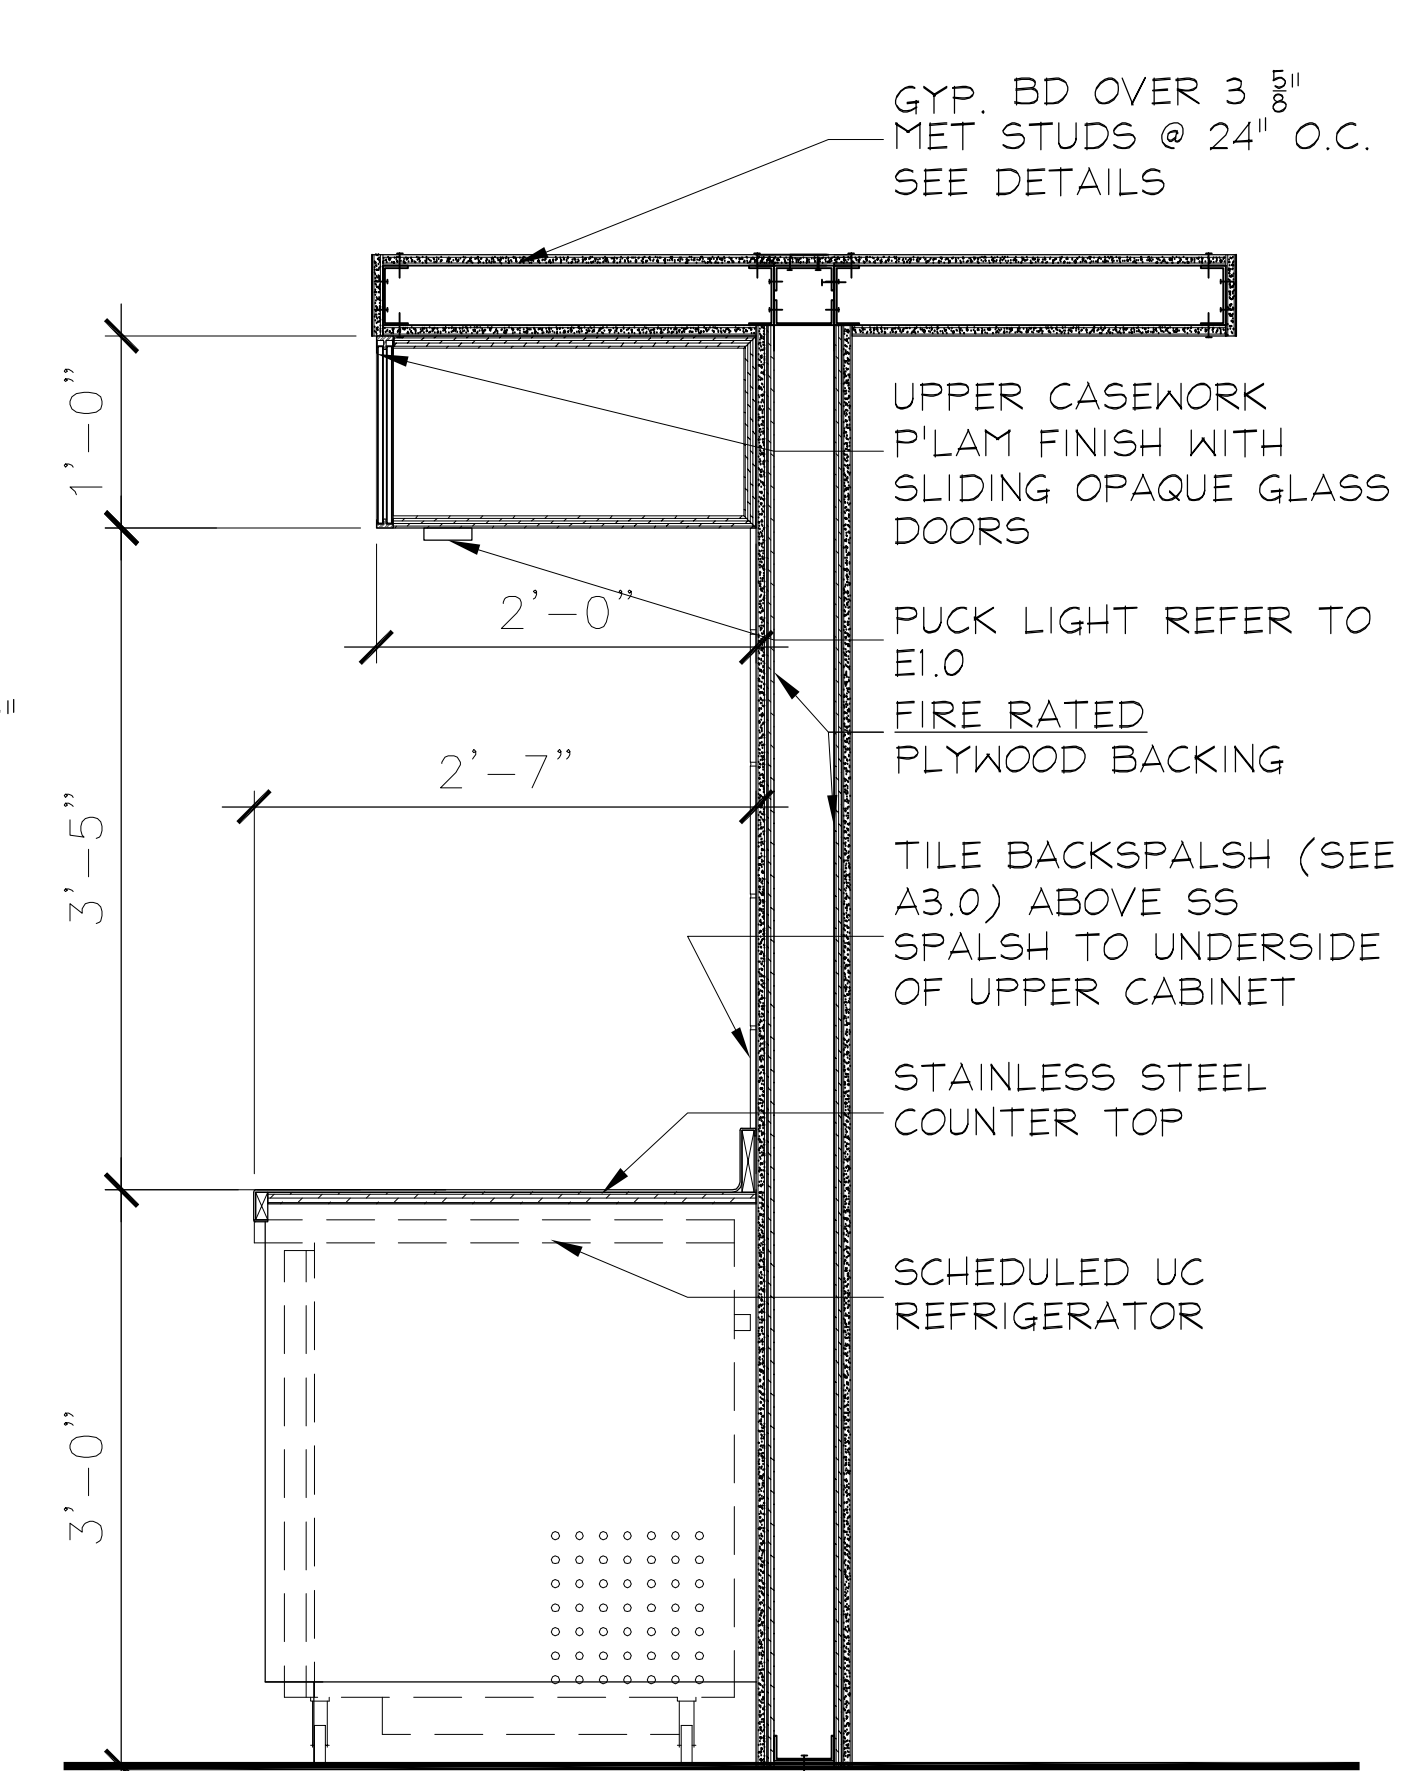 GYP. BD OVER 3 5/8"
MET STUDS @ 24" O.C.
SEE DETAILS
1'-0"
UPPER CASEWORK
P'LAM FINISH WITH
SLIDING OPAQUE GLASS
DOORS
2'-0"
PUCK LIGHT REFER TO
E1.0
FIRE RATED
PLYWOOD BACKING
2'-7"
3'-5"
TILE BACKSPALSH (SEE
A3.0) ABOVE SS
SPALSH TO UNDERSIDE
OF UPPER CABINET
STAINLESS STEEL
COUNTER TOP
SCHEDULED UC
REFRIGERATOR
3'-0"